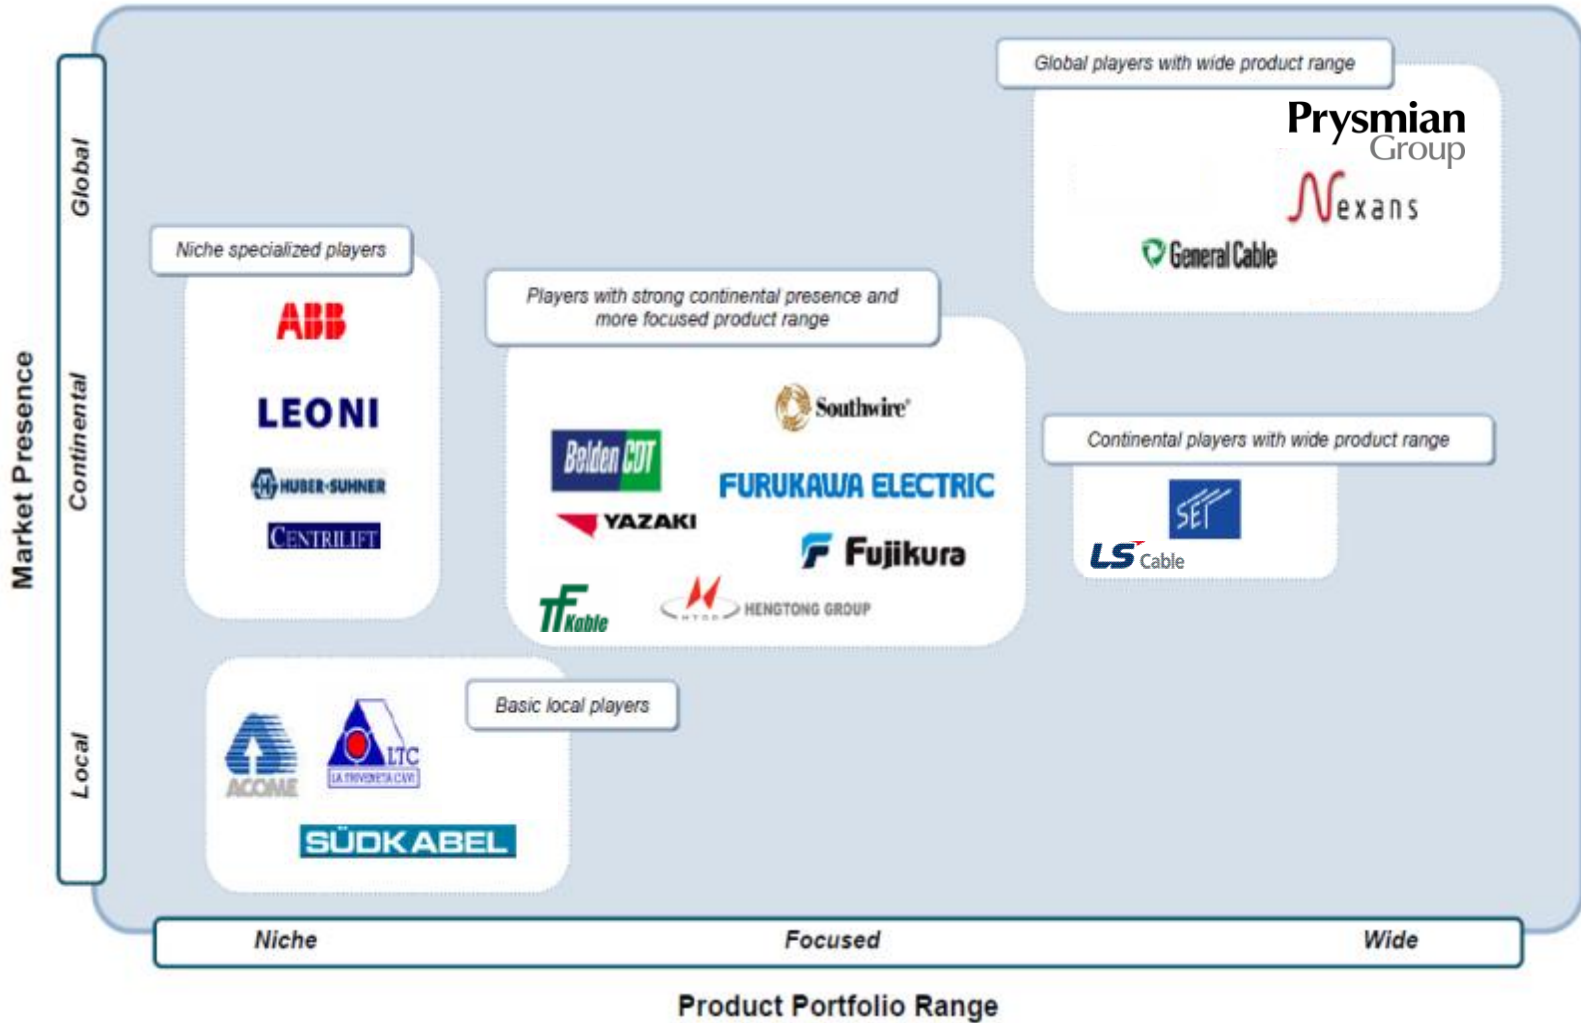 Global players with wide product range
Prysmian
Group
Nexans
General Cable
Niche specialized players
ABB
LEONI
HUBER+SUHNER
CENTRILIFT
Players with strong continental presence and
more focused product range
Southwire®
Belden CDT
FURUKAWA ELECTRIC
YAZAKI
Fujikura
TF
Kable
HTGD
HENGTONG GROUP
Continental players with wide product range
SET
LS Cable
Basic local players
ACOME
LTC
LA TRIVENETA CAVI
SÜDKABEL
Market Presence
Global
Continental
Local
Niche
Focused
Wide
Product Portfolio Range